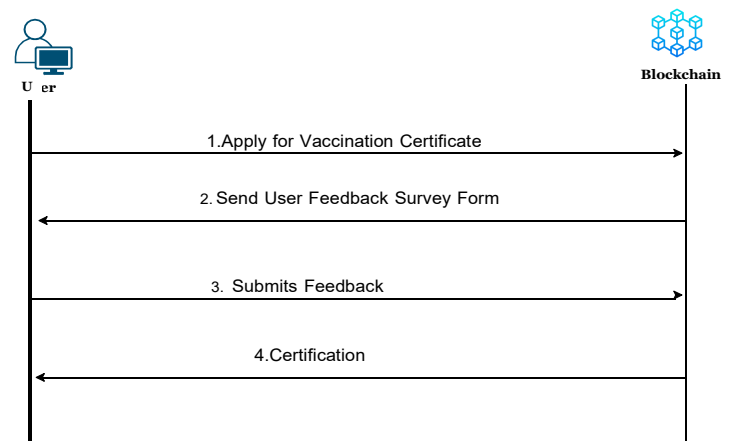 U er
Blockchain
1.Apply for Vaccination Certificate
2. Send User Feedback Survey Form
3. Submits Feedback
4.Certification